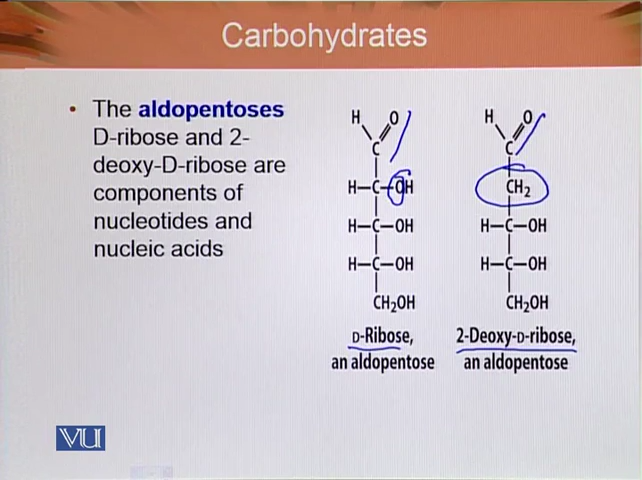 Carbohydrates
• The aldopentoses
D-ribose and 2-
deoxy-D-ribose are
components of
nucleotides and
nucleic acids
H O
C
H—C—OH
H—C—OH
H—C—OH
CH₂OH
D-Ribose,
an aldopentose
H O
C
CH₂
H—C—OH
H—C—OH
CH₂OH
2-Deoxy-D-ribose,
an aldopentose
VU